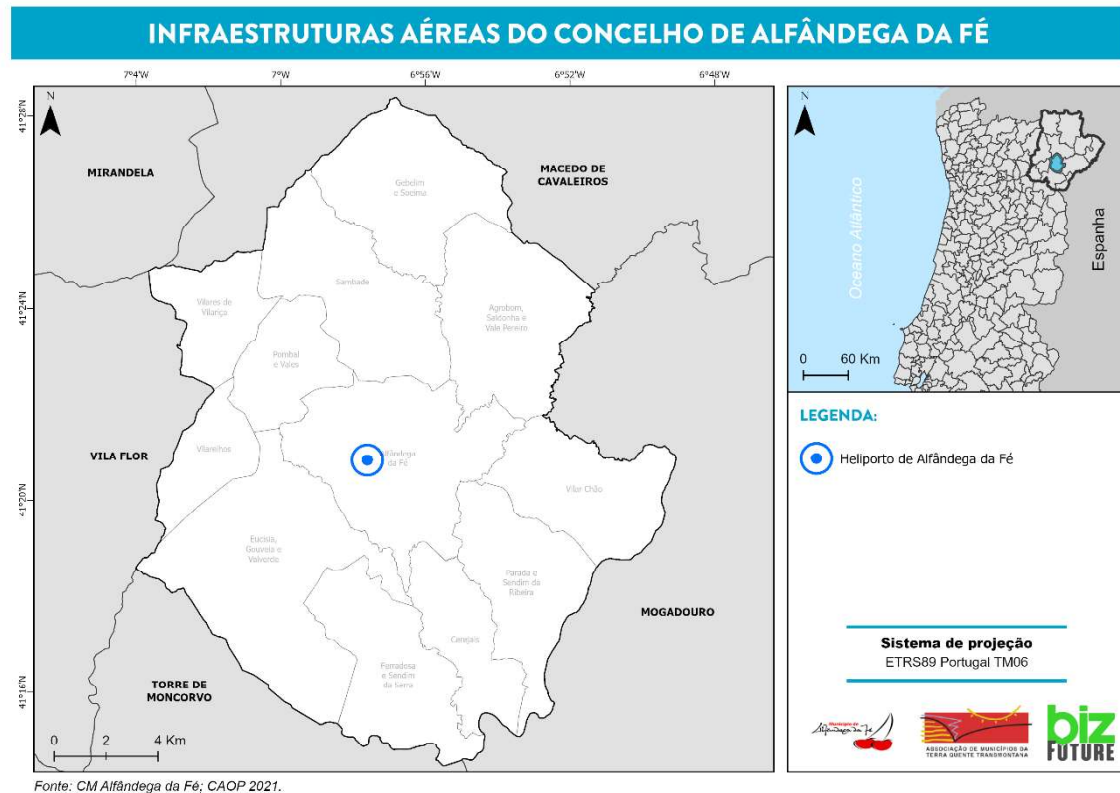 INFRAESTRUTURAS AÉREAS DO CONCELHO DE ALFÂNDEGA DA FÉ
7°4'W
7°W
6°56'W
6°52'W
6°48'W
41°28'N
41°24'N
41°20'N
41°16'N
N
MIRANDELA
MACEDO DE
CAVALEIROS
Gebelim
e Soeima
Sambade
Vilares de
Vilariça
Agrobom,
Saldonha e
Vale Pereiro
Pombal
e Vales
VILA FLOR
Vilarelhos
Alfândega
da Fé
Vilar Chão
Eucisia,
Gouveia e
Valverde
Parada e
Sendim da
Ribeira
MOGADOURO
Cerejais
Ferradosa
e Sendim
da Serra
TORRE DE
MONCORVO
0 2 4 Km
N
Oceano Atlântico
Espanha
0 60 Km
LEGENDA:
Heliporto de Alfândega da Fé
Sistema de projeção
ETRS89 Portugal TM06
Município de
Alfândega da Fé
ASSOCIAÇÃO DE MUNICÍPIOS DA
TERRA QUENTE TRANSMONTANA
biz
FUTURE
Fonte: CM Alfândega da Fé; CAOP 2021.